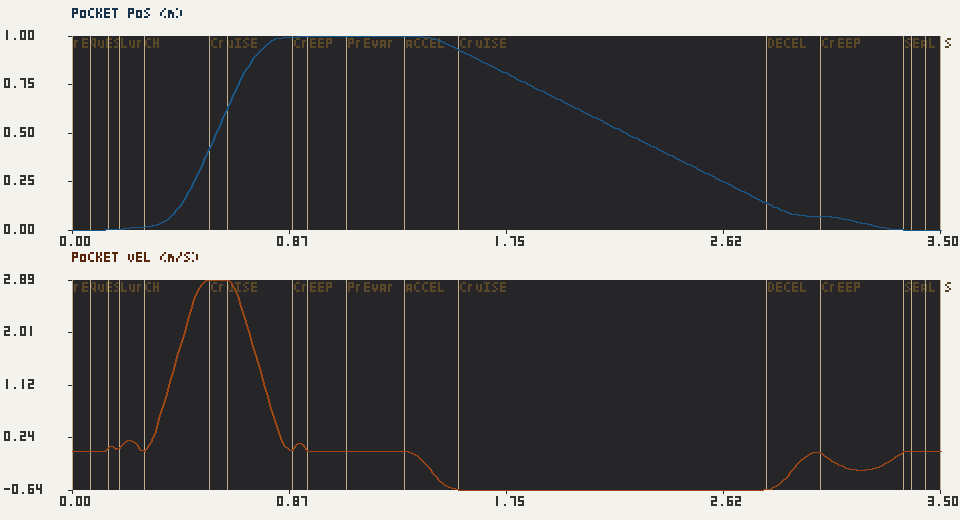 PoCKET PoS (m)
1.00
rEQuESLurCH CruISE CrEEP PrEvar aCCEL CruISE DECEL CrEEP SEaL S
0.75
0.50
0.25
0.00
0.00 0.87 1.75 2.62 3.50
PoCKET vEL (m/S)
2.89
rEQuESLurCH CruISE CrEEP PrEvar aCCEL CruISE DECEL CrEEP SEaL S
2.01
1.12
0.24
-0.64
0.00 0.87 1.75 2.62 3.50